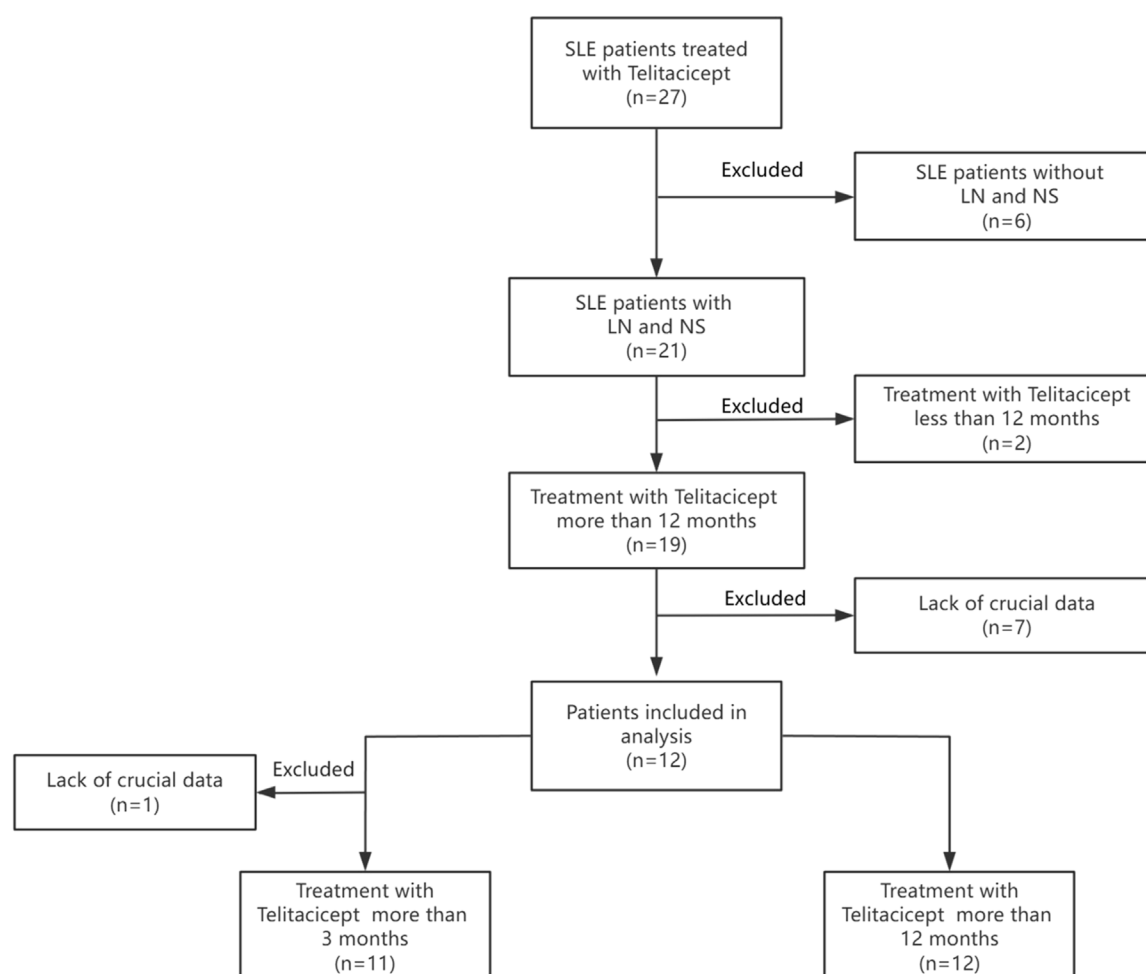 SLE patients treated
with Telitacicept
(n=27)
Excluded
SLE patients without
LN and NS
(n=6)
SLE patients with
LN and NS
(n=21)
Excluded
Treatment with Telitacicept
less than 12 months
(n=2)
Treatment with Telitacicept
more than 12 months
(n=19)
Excluded
Lack of crucial data
(n=7)
Patients included in
analysis
(n=12)
Excluded
Lack of crucial data
(n=1)
Treatment with
Telitacicept more than
3 months
(n=11)
Treatment with
Telitacicept more than
12 months
(n=12)